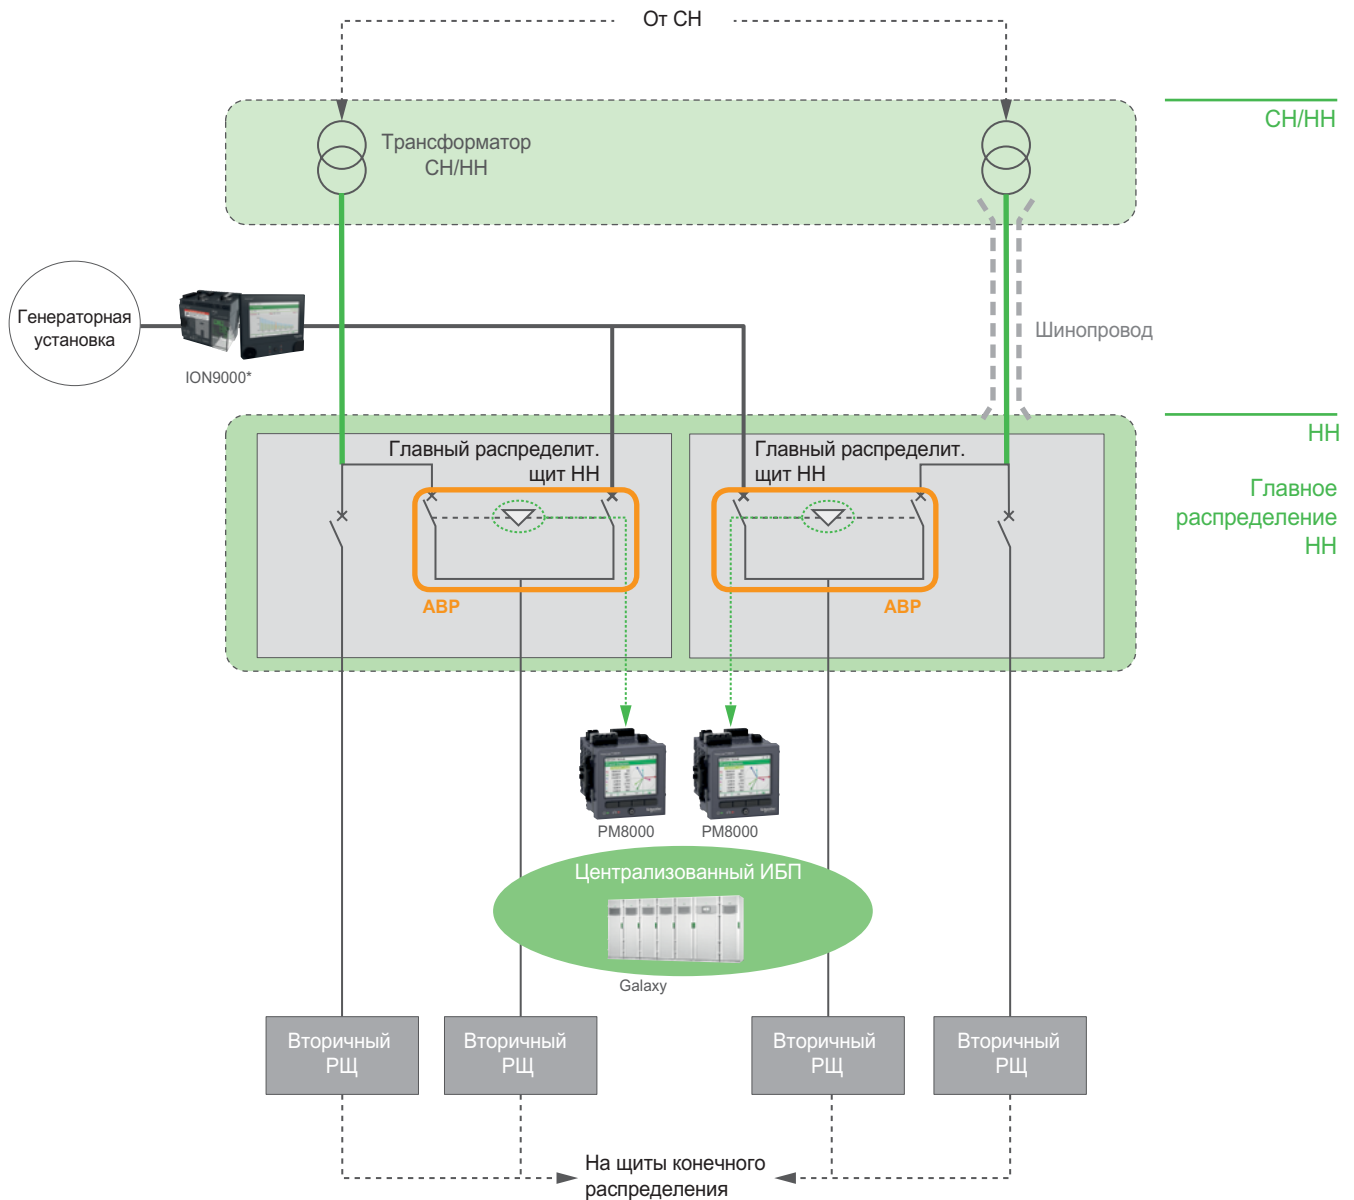 От СН
СН/НН
Трансформатор
СН/НН
Генераторная
установка
ION9000*
Шинопровод
НН
Главный распределит.
щит НН
Главный распределит.
щит НН
Главное
распределение
НН
АВР
АВР
PM8000
PM8000
Централизованный ИБП
Galaxy
Вторичный
РЩ
Вторичный
РЩ
Вторичный
РЩ
Вторичный
РЩ
На щиты конечного
распределения